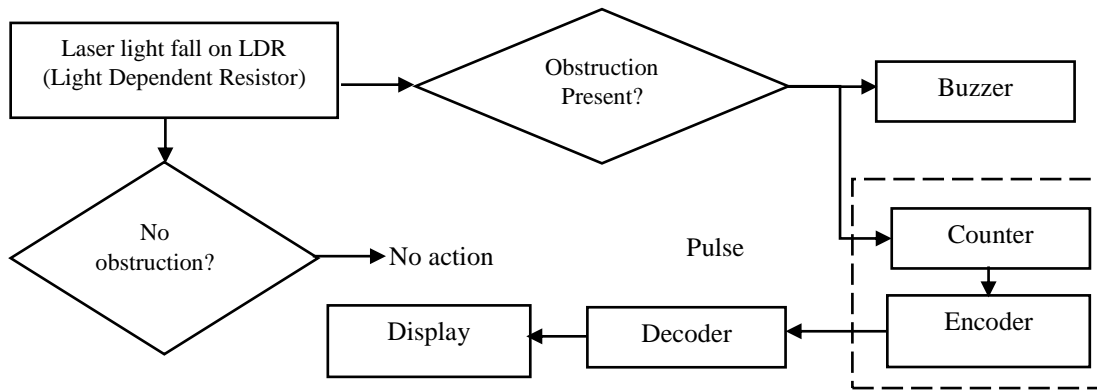 Laser light fall on LDR
(Light Dependent Resistor)
Obstruction
Present?
Buzzer
No
obstruction?
No action
Pulse
Counter
Encoder
Decoder
Display